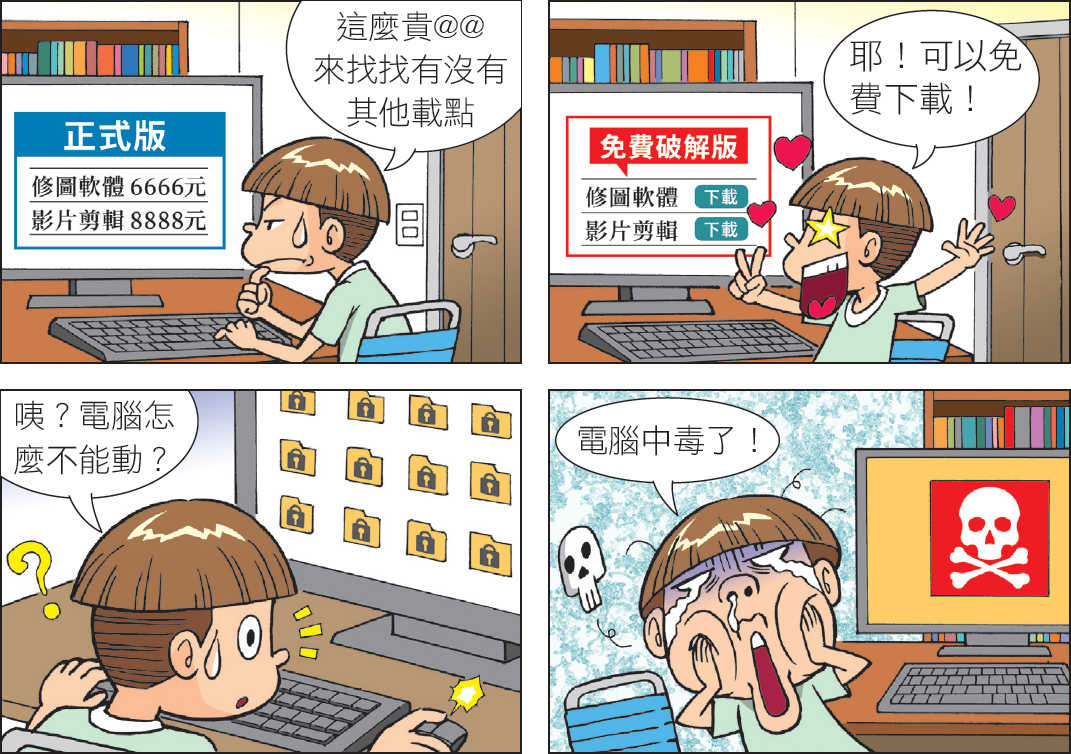 這麼貴@@
來找找有沒有
其他載點
正式版
修圖軟體 6666元
影片剪輯 8888元
耶！可以免
費下載！
免費破解版
修圖軟體 下載
影片剪輯 下載
咦？電腦怎
麼不能動？
電腦中毒了！